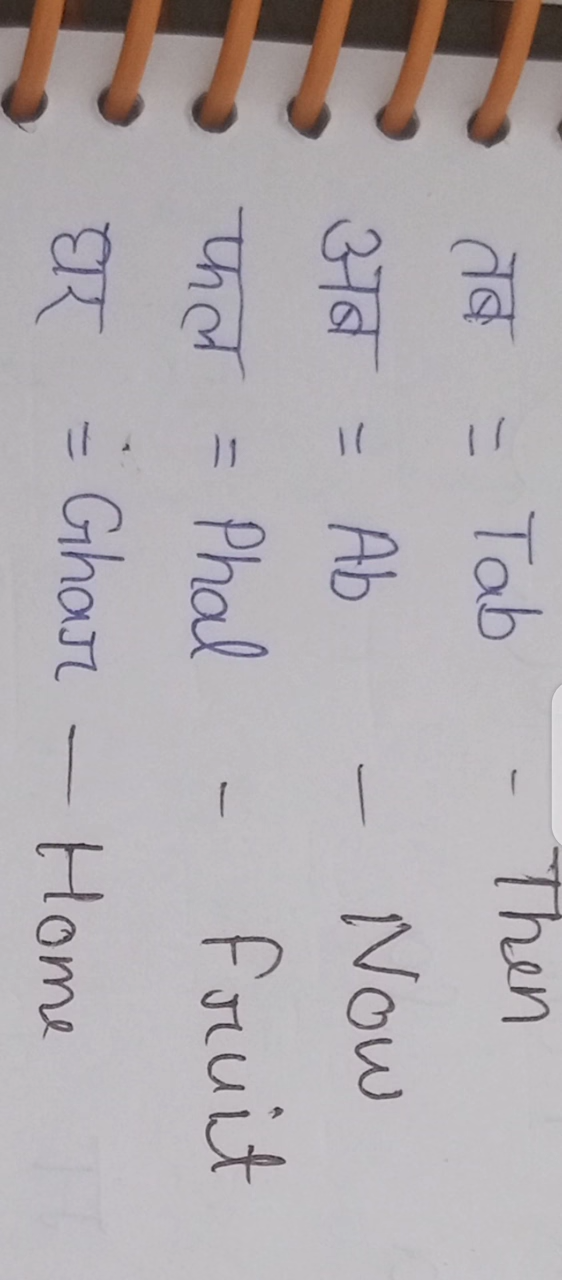 तब = Tab - Then
अब = Ab - Now
फल = Phal - Fruit
घर = Ghar - Home